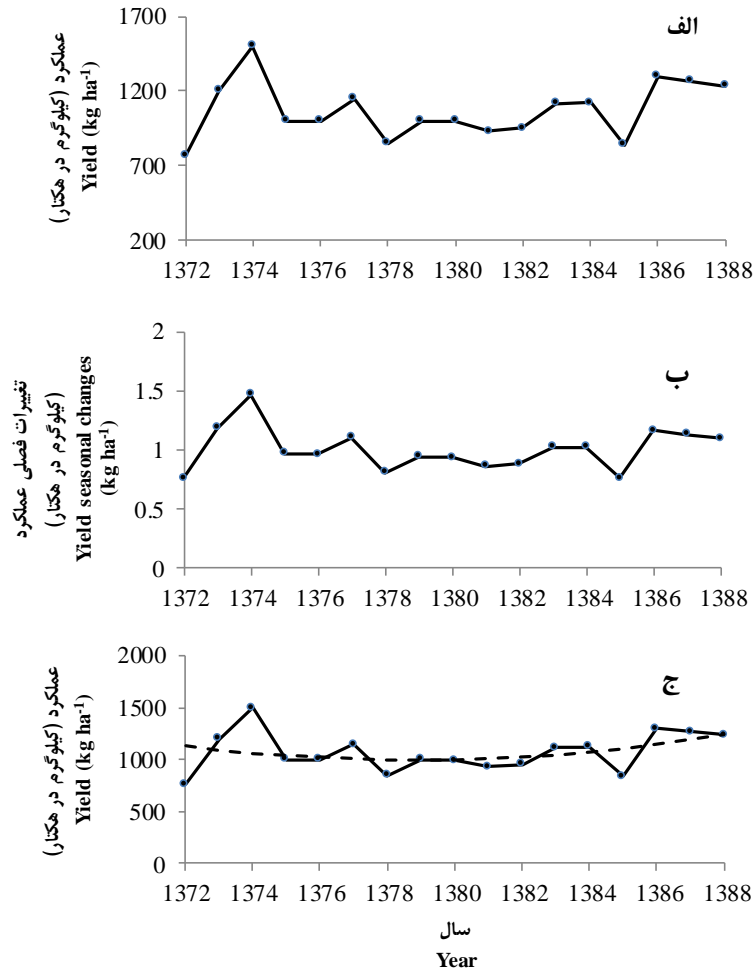 الف
عملکرد (کیلوگرم در هکتار)
Yield (kg ha-1)
1700
1200
700
200
1372 1374 1376 1378 1380 1382 1384 1386 1388
ب
تغییرات فصلی عملکرد
(کیلوگرم در هکتار)
Yield seasonal changes
(kg ha-1)
2
1.5
1
0.5
0
1372 1374 1376 1378 1380 1382 1384 1386 1388
ج
عملکرد (کیلوگرم در هکتار)
Yield (kg ha-1)
2000
1500
1000
500
0
1372 1374 1376 1378 1380 1382 1384 1386 1388
سال
Year